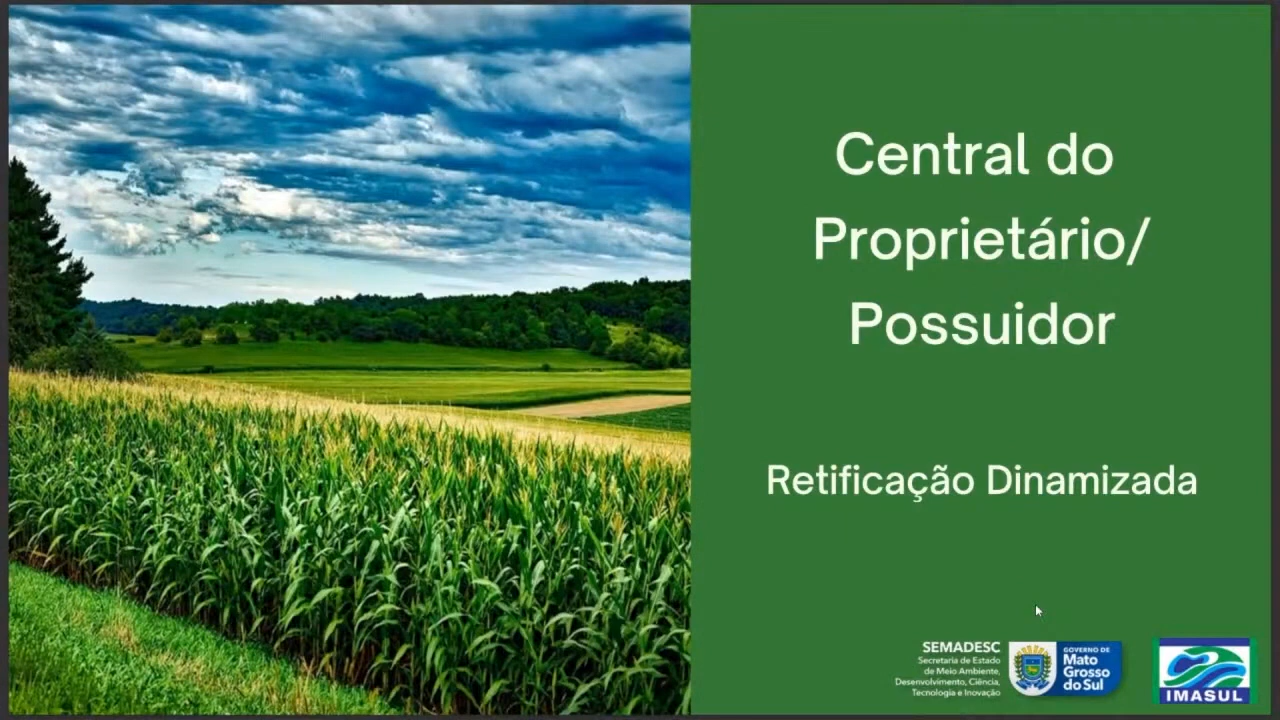 Central do
Proprietário/
Possuidor
Retificação Dinamizada
SEMADESC
Secretaria de Estado
de Meio Ambiente,
Desenvolvimento, Ciência,
Tecnologia e Inovação
GOVERNO DE
Mato
Grosso
do Sul
IMASUL